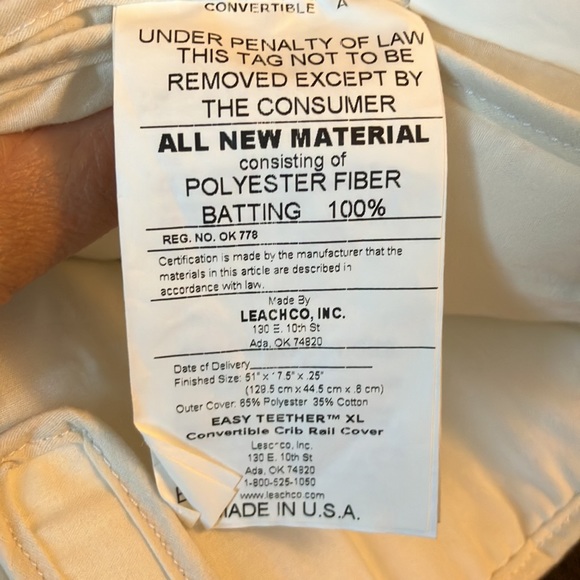 CONVERTIBLE A
UNDER PENALTY OF LAW
THIS TAG NOT TO BE
REMOVED EXCEPT BY
THE CONSUMER
ALL NEW MATERIAL
consisting of
POLYESTER FIBER
BATTING 100%
REG. NO. OK 778
Certification is made by the manufacturer that the
materials in this article are described in
accordance with law.
Made By
LEACHCO, INC.
130 E. 10th St
Ada, OK 74820
Date of Delivery
Finished Size: 51" x 17.5" x .25"
(129.5 cm x 44.5 cm x .8 cm)
Outer Cover: 65% Polyester 35% Cotton
EASY TEETHER™ XL
Convertible Crib Rail Cover
Leachco, Inc.
130 E. 10th St
Ada, OK 74820
1-800-525-1050
www.leachco.com
MADE IN U.S.A.